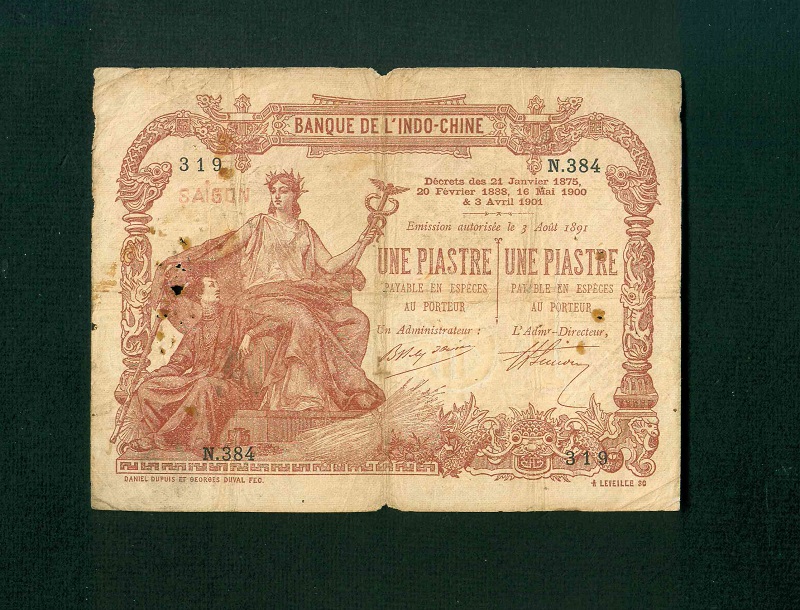 BANQUE DE L'INDO-CHINE
319
N.384
SAIGON
Décrets des 21 Janvier 1875,
20 Février 1888, 16 Mai 1900
& 3 Avril 1901
Emission autorisée le 3 Août 1891
UNE PIASTRE
PAYABLE EN ESPÈCES
AU PORTEUR
Un Administrateur :
UNE PIASTRE
PAYABLE EN ESPÈCES
AU PORTEUR
L'Admr-Directeur,
N.384
319
DANIEL DUPUIS ET GEORGES DUVAL FEC.
A LEVEILLE SC